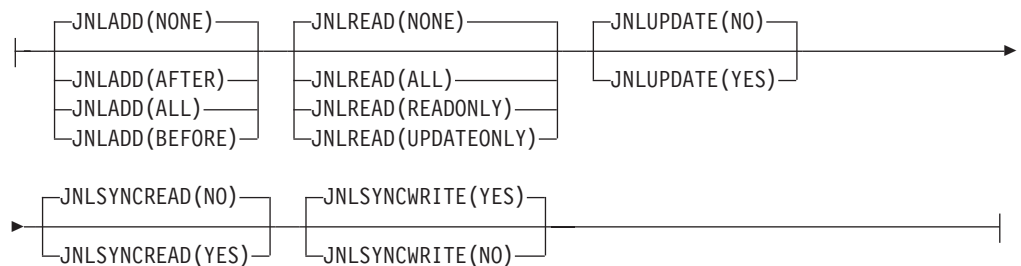 JNLADD(NONE) JNLREAD(NONE) JNLUPDATE(NO)
JNLADD(AFTER) JNLREAD(ALL) JNLUPDATE(YES)
JNLADD(ALL) JNLREAD(READONLY)
JNLADD(BEFORE) JNLREAD(UPDATEONLY)
JNLSYNCREAD(NO) JNLSYNCWRITE(YES)
JNLSYNCREAD(YES) JNLSYNCWRITE(NO)